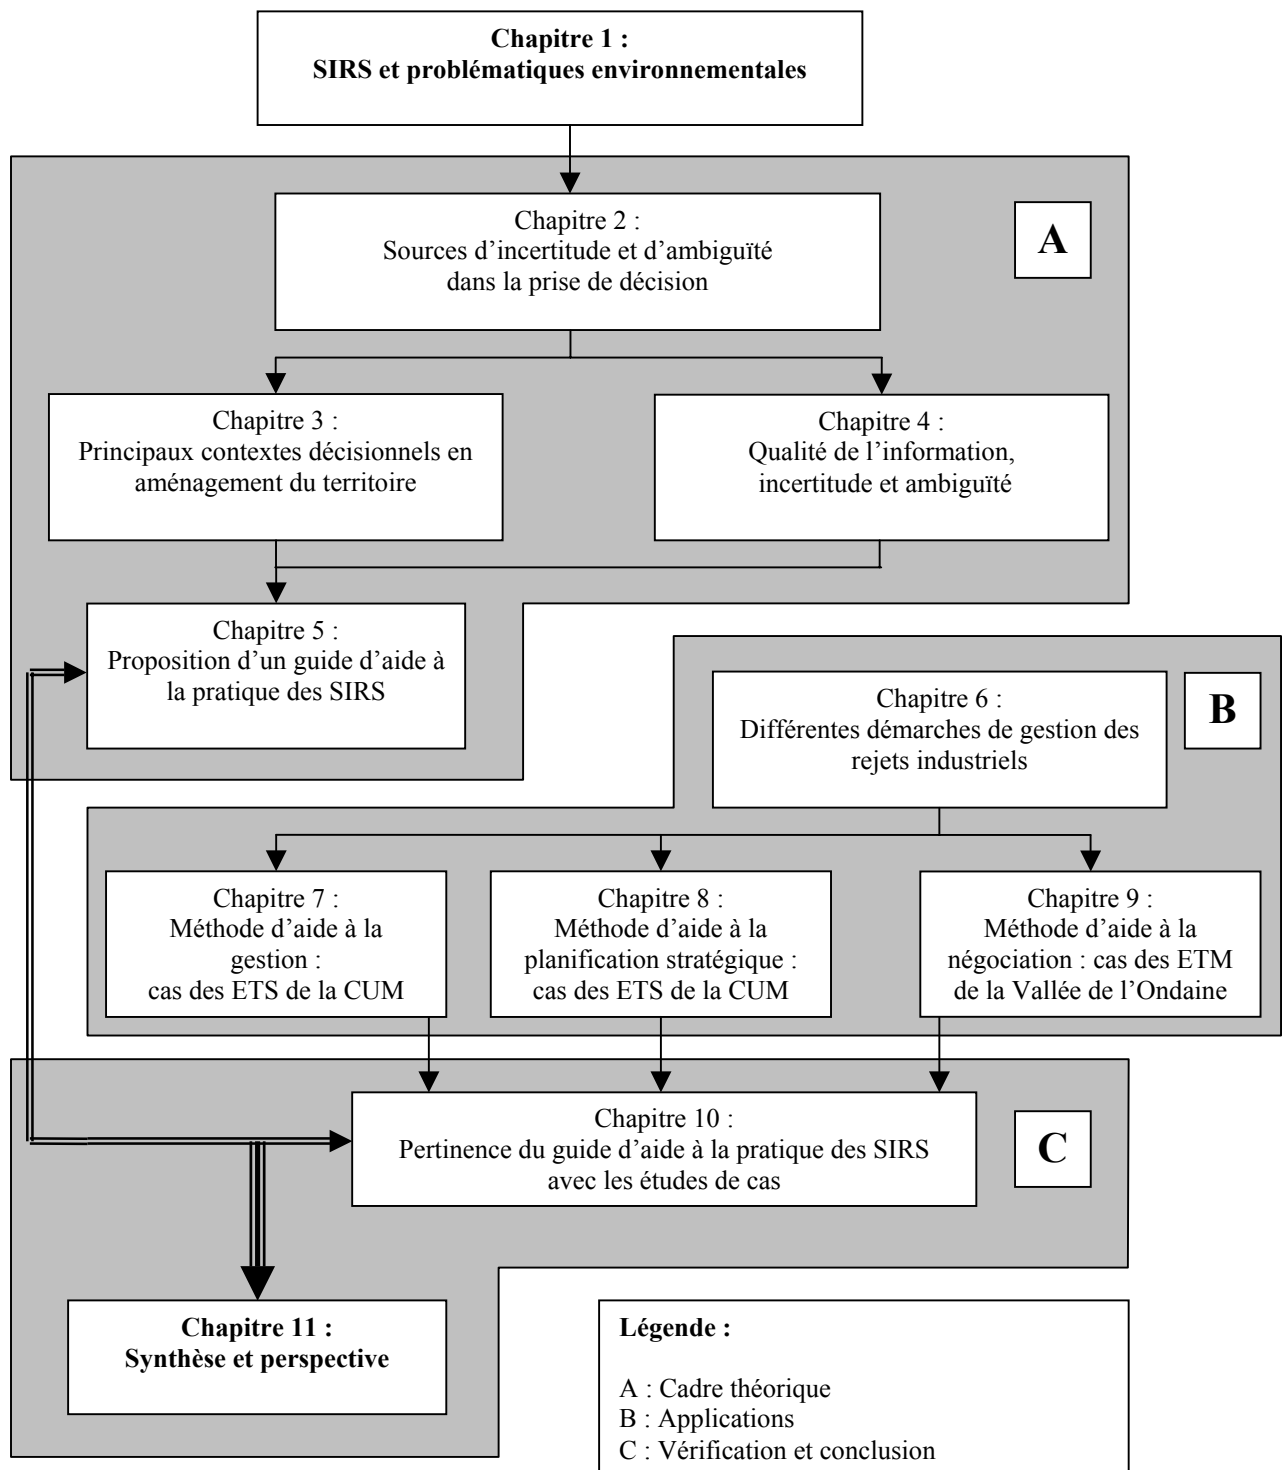 Chapitre 1 :
SIRS et problématiques environnementales
Chapitre 2 :
Sources d’incertitude et d’ambiguïté
dans la prise de décision
A
Chapitre 3 :
Principaux contextes décisionnels en
aménagement du territoire
Chapitre 4 :
Qualité de l’information,
incertitude et ambiguïté
Chapitre 5 :
Proposition d’un guide d’aide à
la pratique des SIRS
Chapitre 6 :
Différentes démarches de gestion des
rejets industriels
B
Chapitre 7 :
Méthode d’aide à la
gestion :
cas des ETS de la CUM
Chapitre 8 :
Méthode d’aide à la
planification stratégique :
cas des ETS de la CUM
Chapitre 9 :
Méthode d’aide à la
négociation : cas des ETM
de la Vallée de l’Ondaine
Chapitre 10 :
Pertinence du guide d’aide à la pratique des SIRS
avec les études de cas
C
Chapitre 11 :
Synthèse et perspective
Légende :
A : Cadre théorique
B : Applications
C : Vérification et conclusion